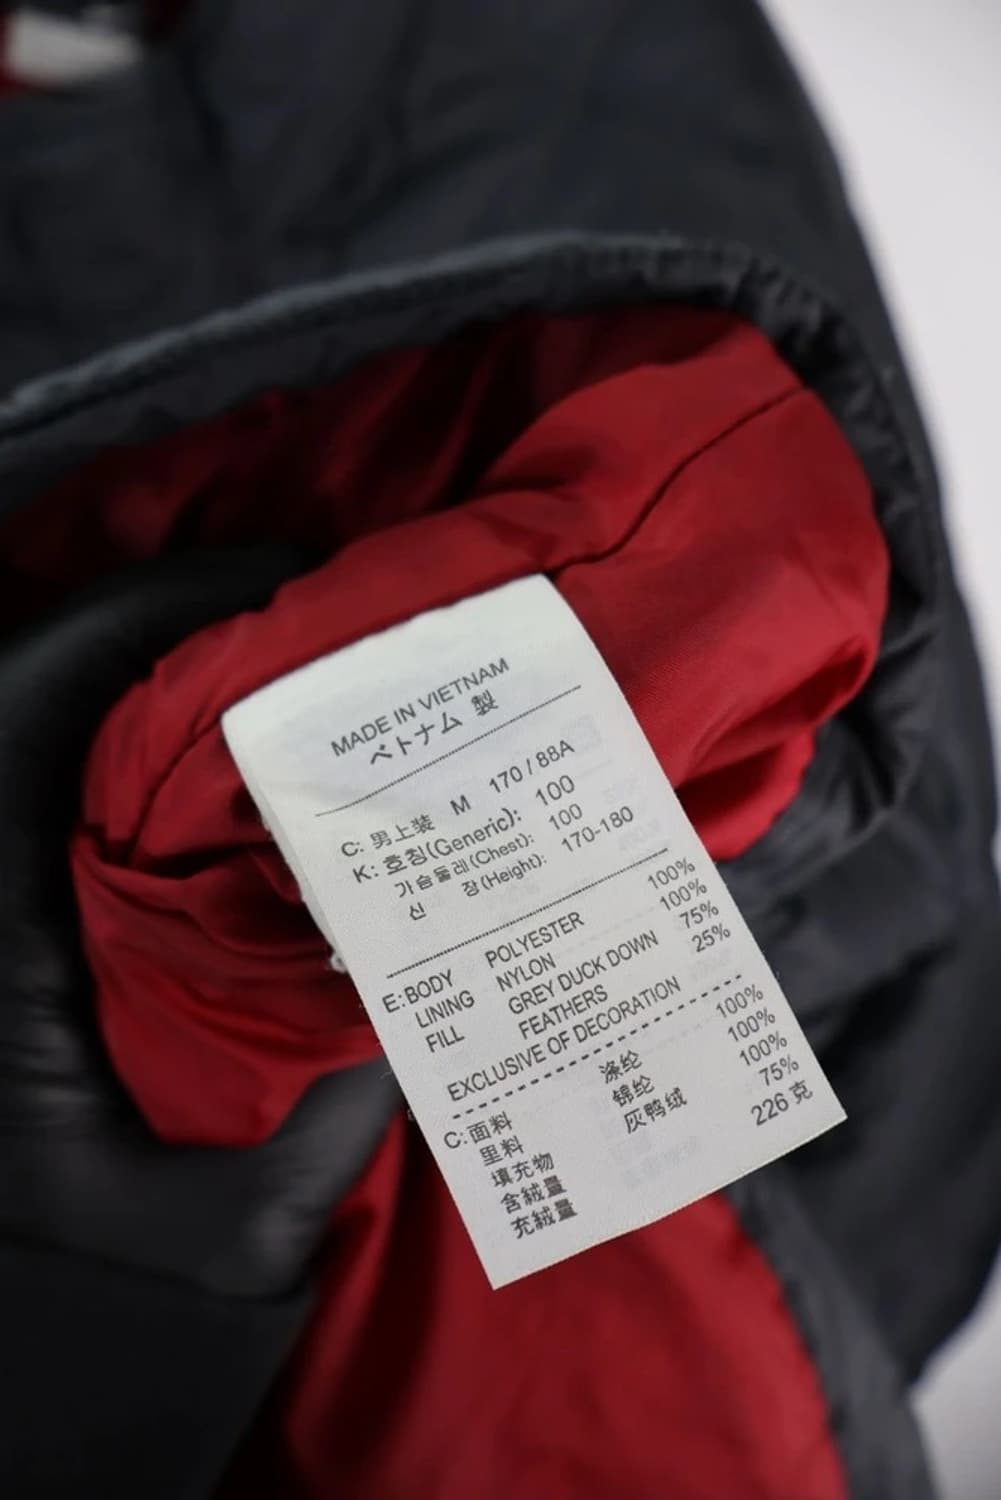 MADE IN VIETNAM
ベトナム 製
C: 男上装 M 170 / 88A
K: 호칭(Generic): 100
가슴둘레(Chest): 100
신 장(Height): 170-180
E: BODY POLYESTER 100%
LINING NYLON 100%
FILL GREY DUCK DOWN 75%
FEATHERS 25%
EXCLUSIVE OF DECORATION
C: 面料 涤纶 100%
里料 锦纶 100%
填充物 灰鸭绒 100%
含绒量 75%
充绒量 226 克